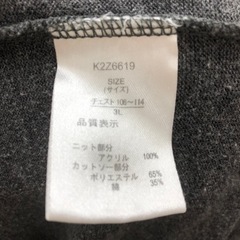 K2Z6619
SIZE
(サイズ)
チェスト106~114
3L
品質表示
ニット部分
アクリル 100%
カットソー部分
ポリエステル 65%
綿 35%